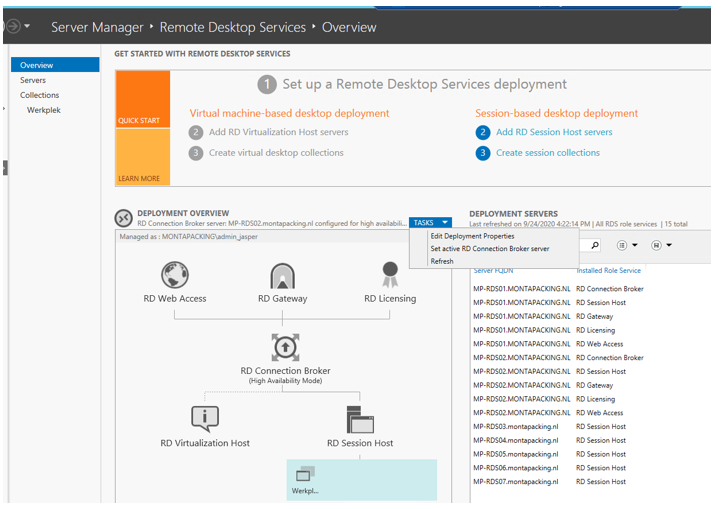 Server Manager ‣ Remote Desktop Services ‣ Overview
Overview
Servers
Collections
Werkplek
GET STARTED WITH REMOTE DESKTOP SERVICES
QUICK START
LEARN MORE
1 Set up a Remote Desktop Services deployment
Virtual machine-based desktop deployment
2 Add RD Virtualization Host servers
3 Create virtual desktop collections
Session-based desktop deployment
2 Add RD Session Host servers
3 Create session collections
DEPLOYMENT OVERVIEW
RD Connection Broker server: MP-RDS02.montapacking.nl configured for high availabili...
TASKS
Edit Deployment Properties
Set active RD Connection Broker server
Refresh
Managed as : MONTAPACKING\admin_jasper
RD Web Access
RD Gateway
RD Licensing
RD Connection Broker
(High Availability Mode)
RD Virtualization Host
RD Session Host
Werkpl...
DEPLOYMENT SERVERS
Last refreshed on 9/24/2020 4:22:14 PM | All RDS role services | 15 total
Server FQDN Installed Role Service
MP-RDS01.MONTAPACKING.NL RD Connection Broker
MP-RDS01.MONTAPACKING.NL RD Session Host
MP-RDS01.MONTAPACKING.NL RD Gateway
MP-RDS01.MONTAPACKING.NL RD Licensing
MP-RDS01.MONTAPACKING.NL RD Web Access
MP-RDS02.MONTAPACKING.NL RD Connection Broker
MP-RDS02.MONTAPACKING.NL RD Session Host
MP-RDS02.MONTAPACKING.NL RD Gateway
MP-RDS02.MONTAPACKING.NL RD Licensing
MP-RDS02.MONTAPACKING.NL RD Web Access
MP-RDS03.montapacking.nl RD Session Host
MP-RDS04.montapacking.nl RD Session Host
MP-RDS05.montapacking.nl RD Session Host
MP-RDS06.montapacking.nl RD Session Host
MP-RDS07.montapacking.nl RD Session Host